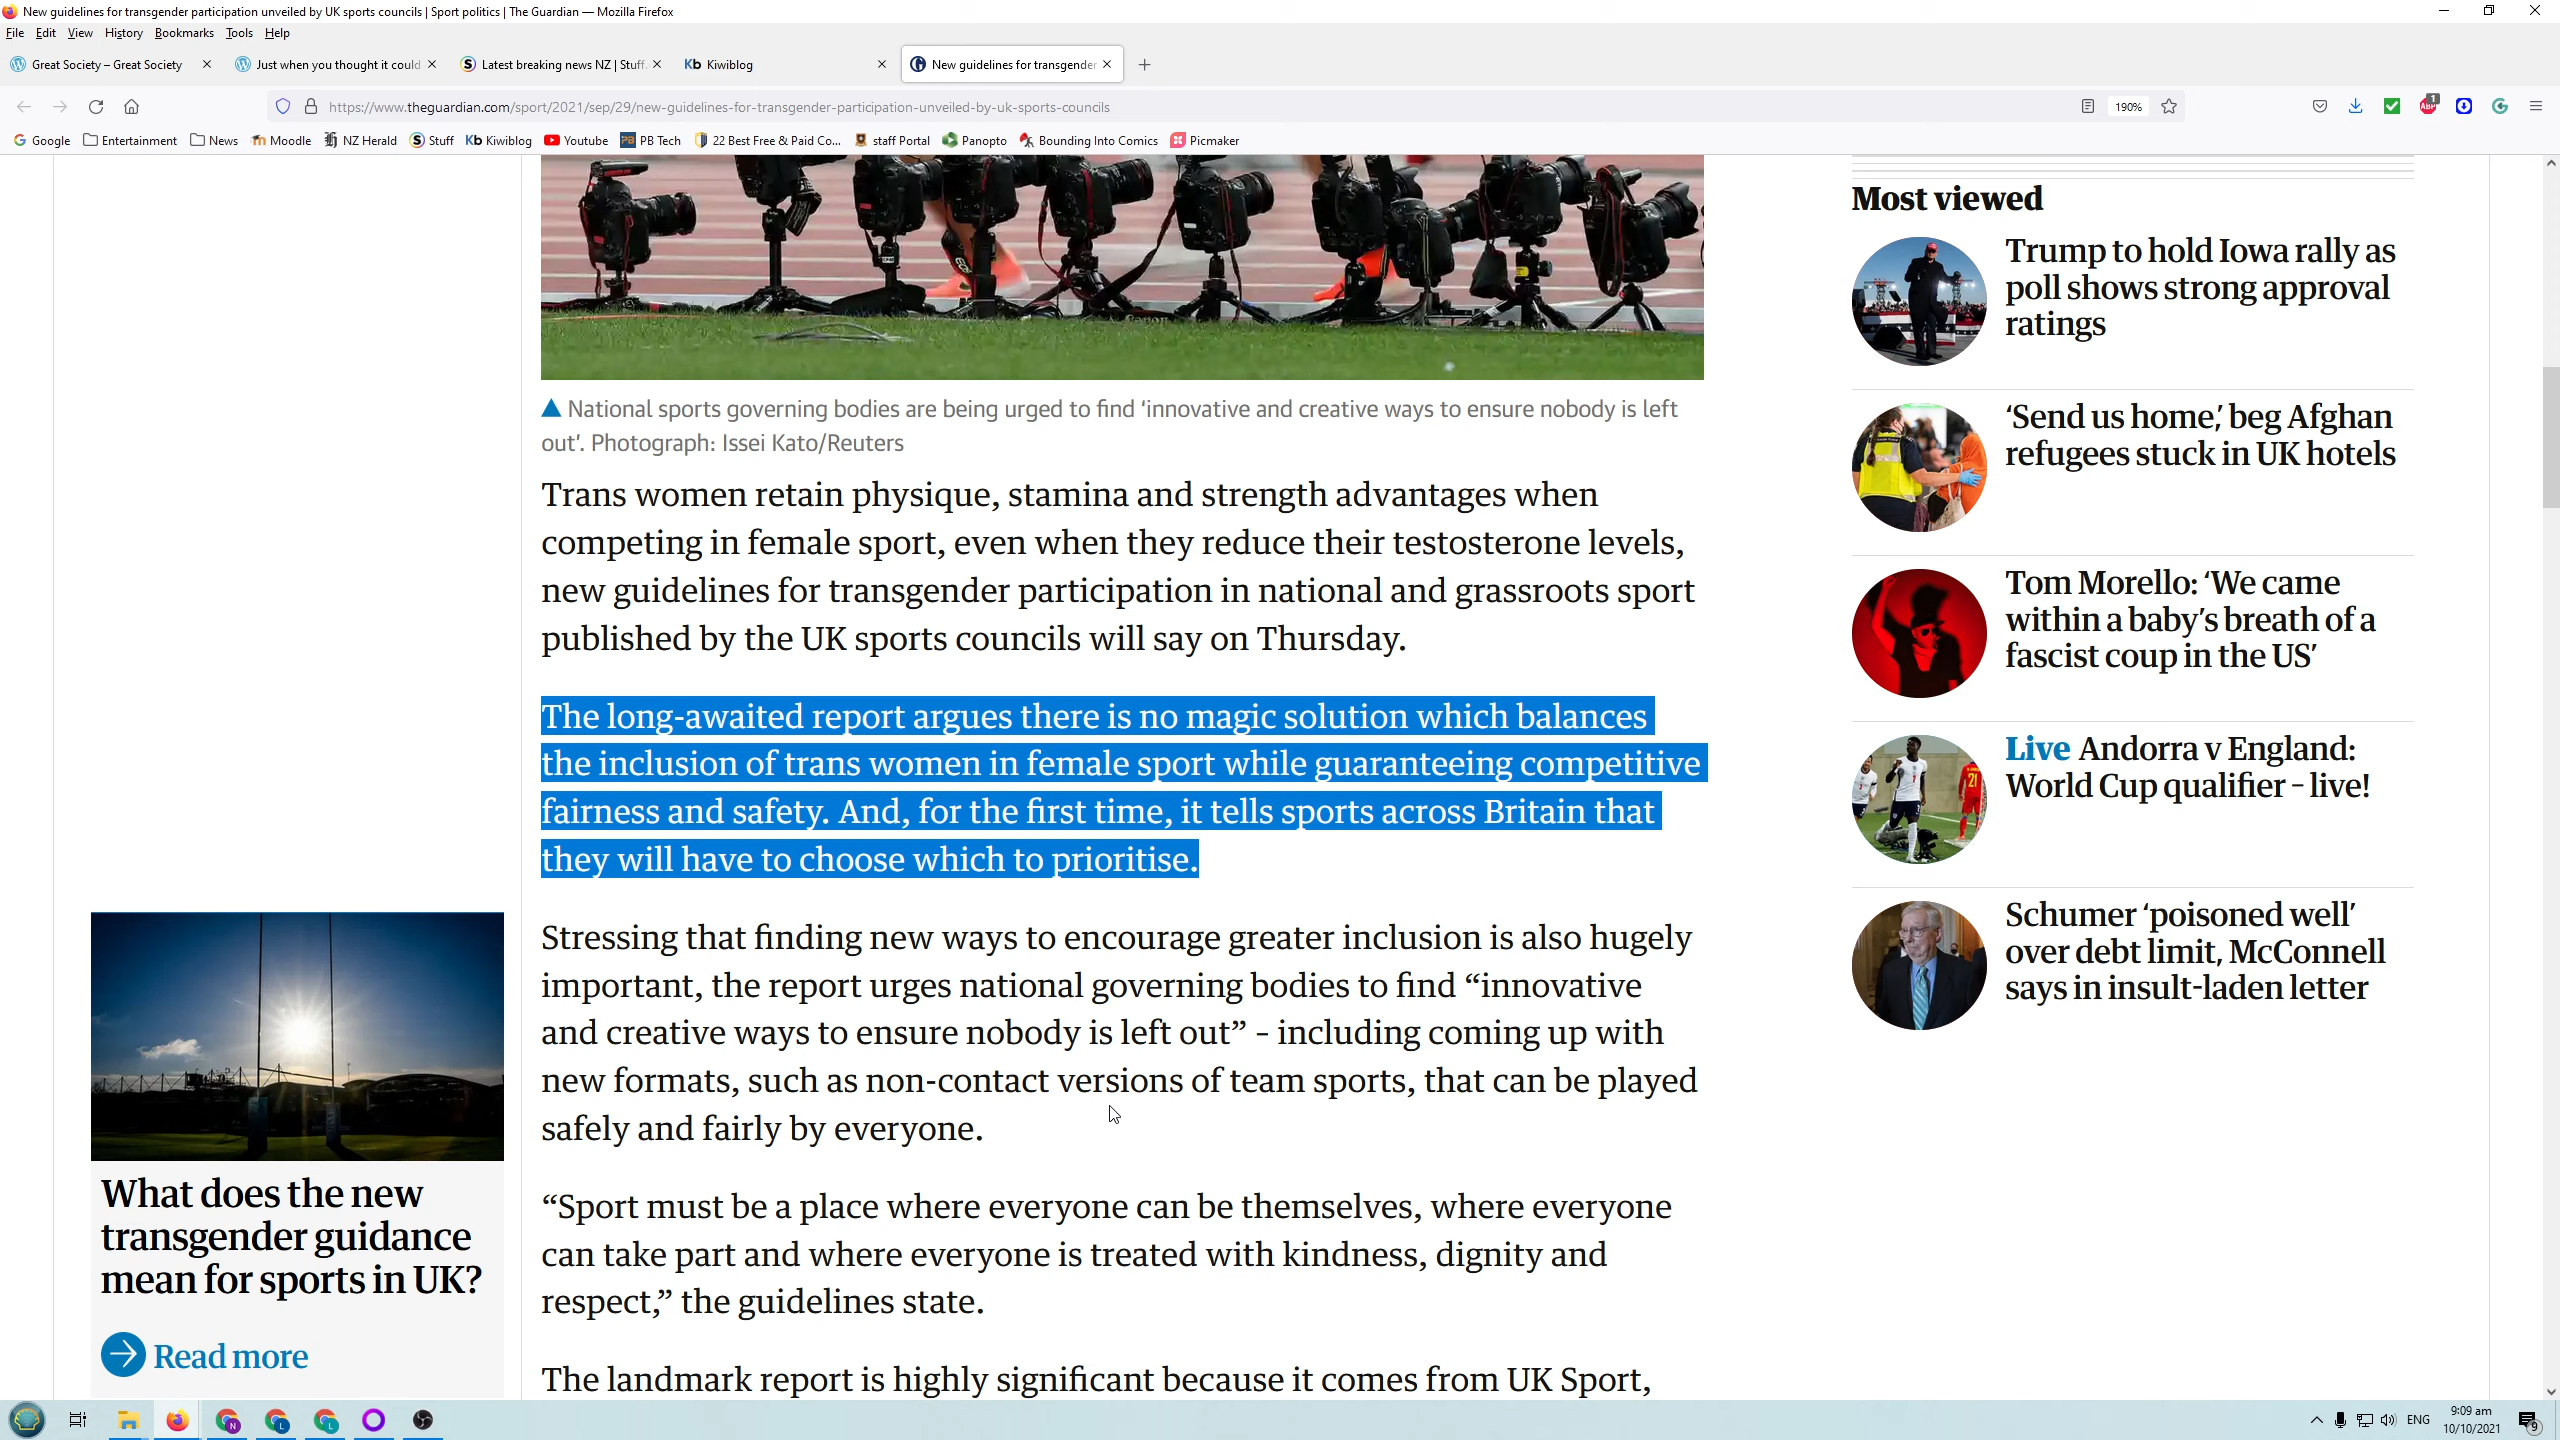 New guidelines for transgender participation unveiled by UK sports councils | Sport politics | The Guardian — Mozilla Firefox
File Edit View History Bookmarks Tools Help
Great Society – Great Society
Just when you thought it could
Latest breaking news NZ | Stuff.
Kb Kiwiblog
New guidelines for transgender
https://www.theguardian.com/sport/2021/sep/29/new-guidelines-for-transgender-participation-unveiled-by-uk-sports-councils
190%
Google Entertainment News Moodle NZ Herald Stuff Kb Kiwiblog Youtube PB Tech 22 Best Free & Paid Co... staff Portal Panopto Bounding Into Comics Picmaker
National sports governing bodies are being urged to find ‘innovative and creative ways to ensure nobody is left
out’. Photograph: Issei Kato/Reuters
Trans women retain physique, stamina and strength advantages when
competing in female sport, even when they reduce their testosterone levels,
new guidelines for transgender participation in national and grassroots sport
published by the UK sports councils will say on Thursday.
The long-awaited report argues there is no magic solution which balances
the inclusion of trans women in female sport while guaranteeing competitive
fairness and safety. And, for the first time, it tells sports across Britain that
they will have to choose which to prioritise.
Stressing that finding new ways to encourage greater inclusion is also hugely
important, the report urges national governing bodies to find “innovative
and creative ways to ensure nobody is left out” – including coming up with
new formats, such as non-contact versions of team sports, that can be played
safely and fairly by everyone.
“Sport must be a place where everyone can be themselves, where everyone
can take part and where everyone is treated with kindness, dignity and
respect,” the guidelines state.
The landmark report is highly significant because it comes from UK Sport,
What does the new
transgender guidance
mean for sports in UK?
Read more
Most viewed
Trump to hold Iowa rally as
poll shows strong approval
ratings
‘Send us home,’ beg Afghan
refugees stuck in UK hotels
Tom Morello: ‘We came
within a baby’s breath of a
fascist coup in the US’
Live Andorra v England:
World Cup qualifier – live!
Schumer ‘poisoned well’
over debt limit, McConnell
says in insult-laden letter
ENG
9:09 am
10/10/2021
9